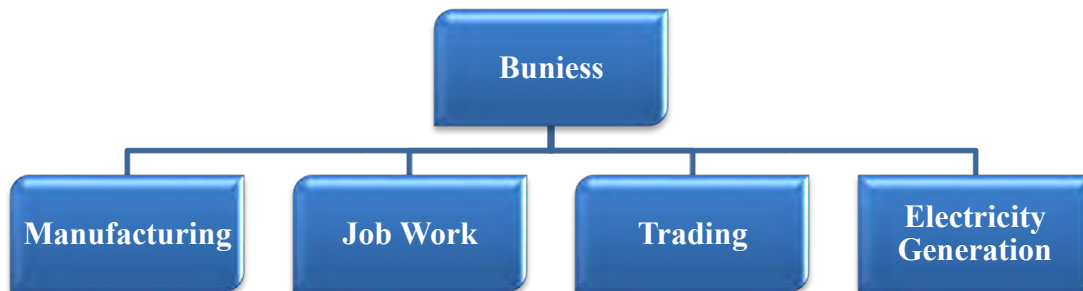 Buniess
Manufacturing
Job Work
Trading
Electricity
Generation